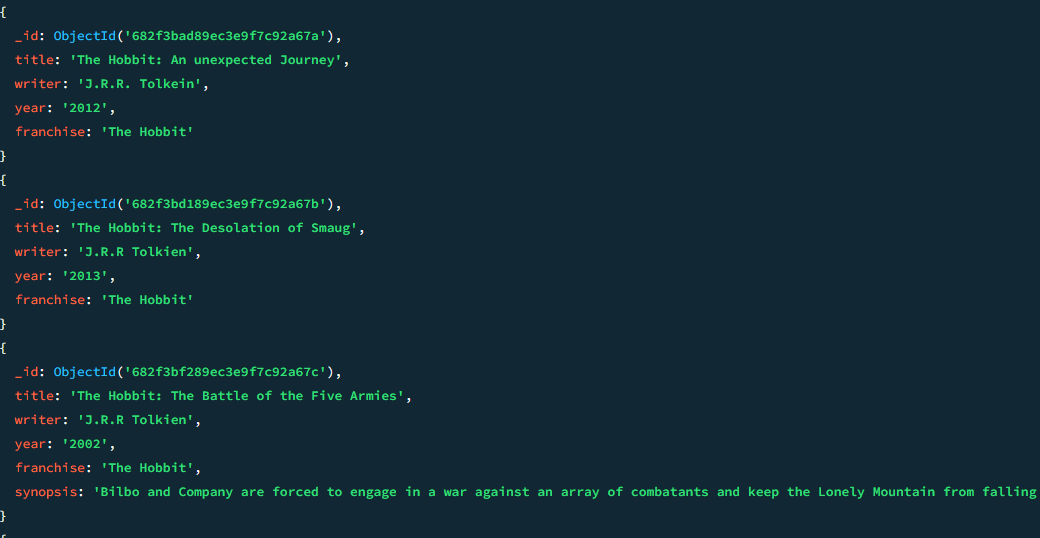 {
_id: ObjectId('682f3bad89ec3e9f7c92a67a'),
title: 'The Hobbit: An unexpected Journey',
writer: 'J.R.R. Tolkein',
year: '2012',
franchise: 'The Hobbit'
}
{
_id: ObjectId('682f3bd189ec3e9f7c92a67b'),
title: 'The Hobbit: The Desolation of Smaug',
writer: 'J.R.R Tolkien',
year: '2013',
franchise: 'The Hobbit'
}
{
_id: ObjectId('682f3bf289ec3e9f7c92a67c'),
title: 'The Hobbit: The Battle of the Five Armies',
writer: 'J.R.R Tolkien',
year: '2002',
franchise: 'The Hobbit',
synopsis: 'Bilbo and Company are forced to engage in a war against an array of combatants and keep the Lonely Mountain from falling
}
{